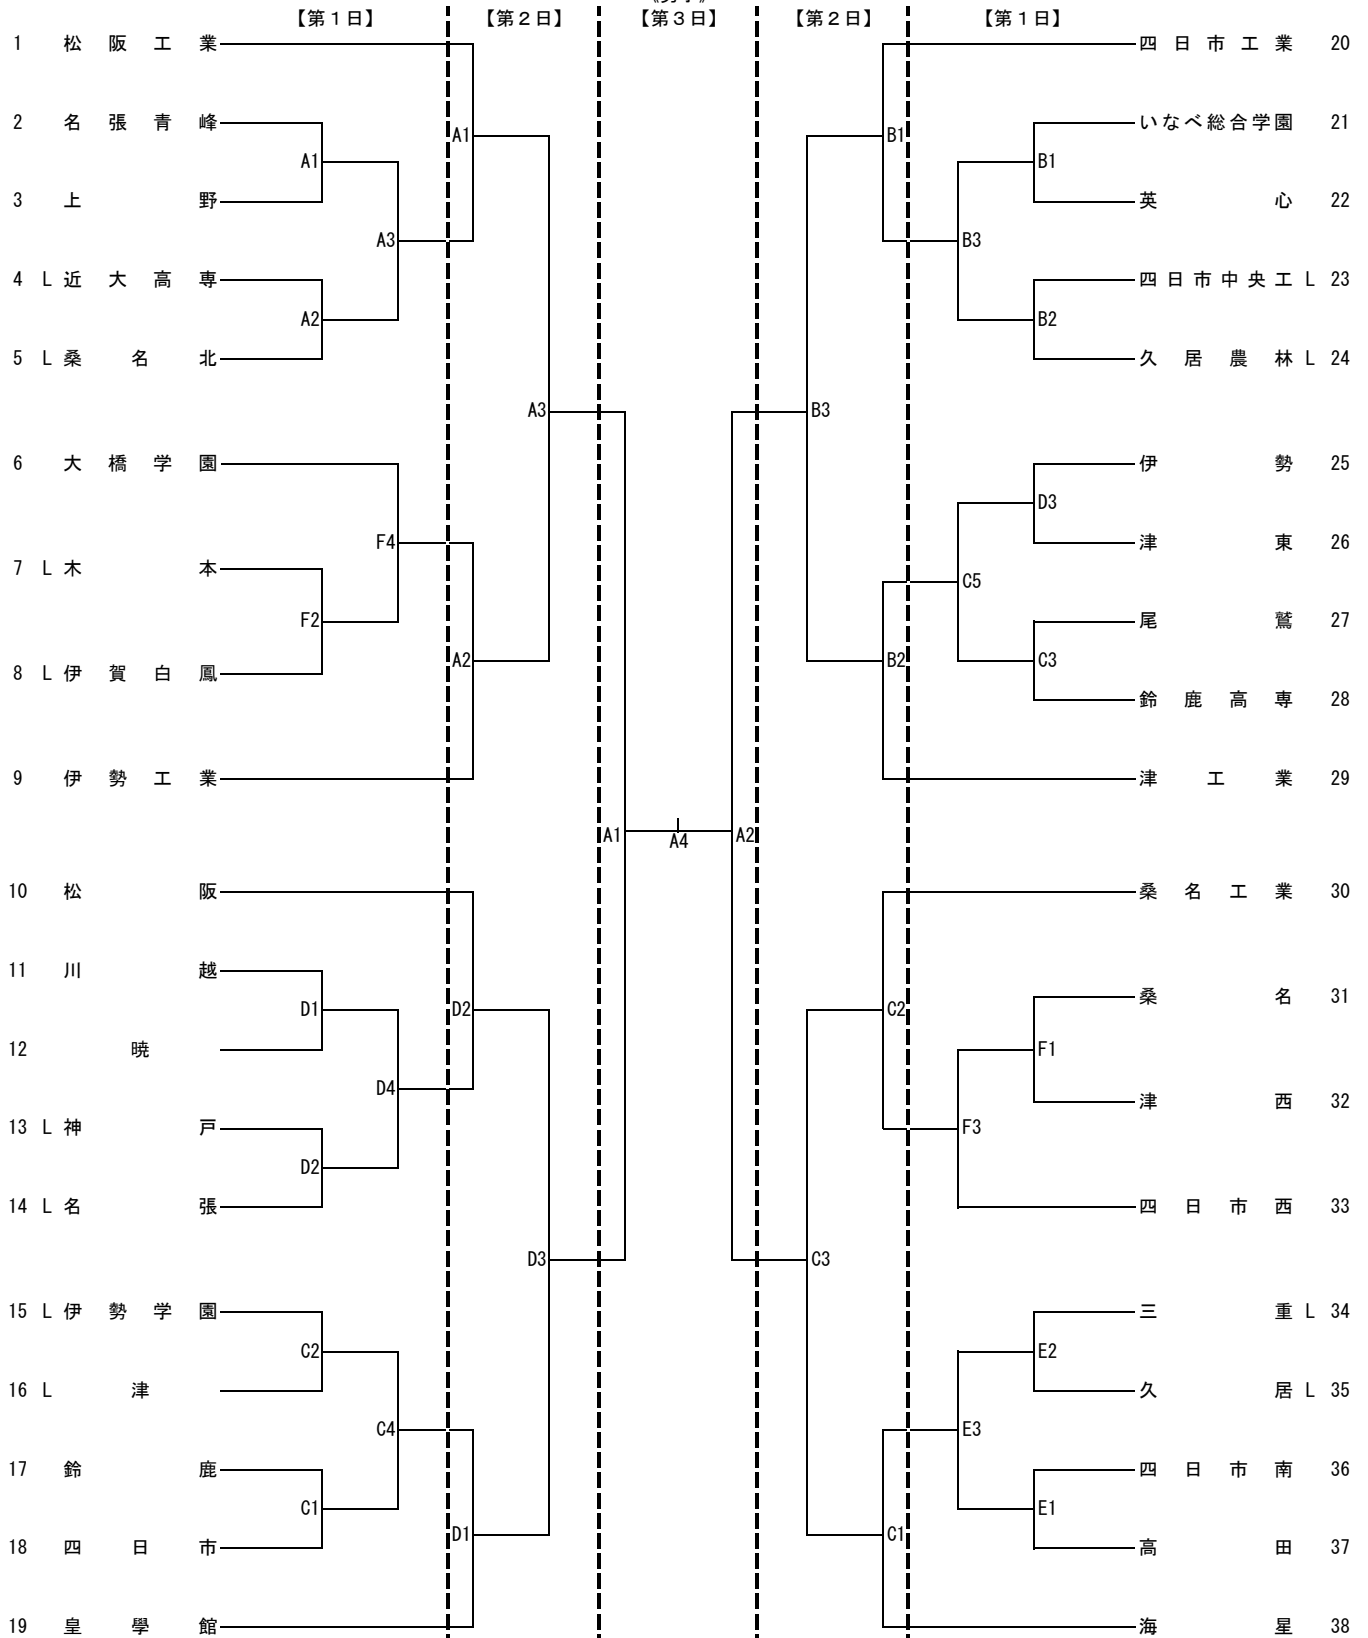 【第1日】 【第2日】 【第3日】 【第2日】 【第1日】
1 松阪工業 四日市工業 20
2 名張青峰 いなべ総合学園 21
A1 B1
A1 B1
3 上野 英心 22
A3 B3
4 L 近大高専 四日市中央工 L 23
A2 B2
5 L 桑名北 久居農林 L 24
A3 B3
6 大橋学園 伊勢 25
D3
F4 津東 26
7 L 木本 C5
F2 尾鷲 27
A2 B2 C3
8 L 伊賀白鳳 鈴鹿高専 28
9 伊勢工業 津工業 29
A1 A4 A2
10 松阪 桑名工業 30
11 川越 桑名 31
D1 D2 C2
12 暁 F1
D4 津西 32
13 L 神戸 F3
D2
14 L 名張 四日市西 33
D3 C3
15 L 伊勢学園 三重 L 34
C2 E2
16 L 津 久居 L 35
C4 E3
17 鈴鹿 四日市南 36
C1 E1
D1 C1
18 四日市 高田 37
19 皇學館 海星 38